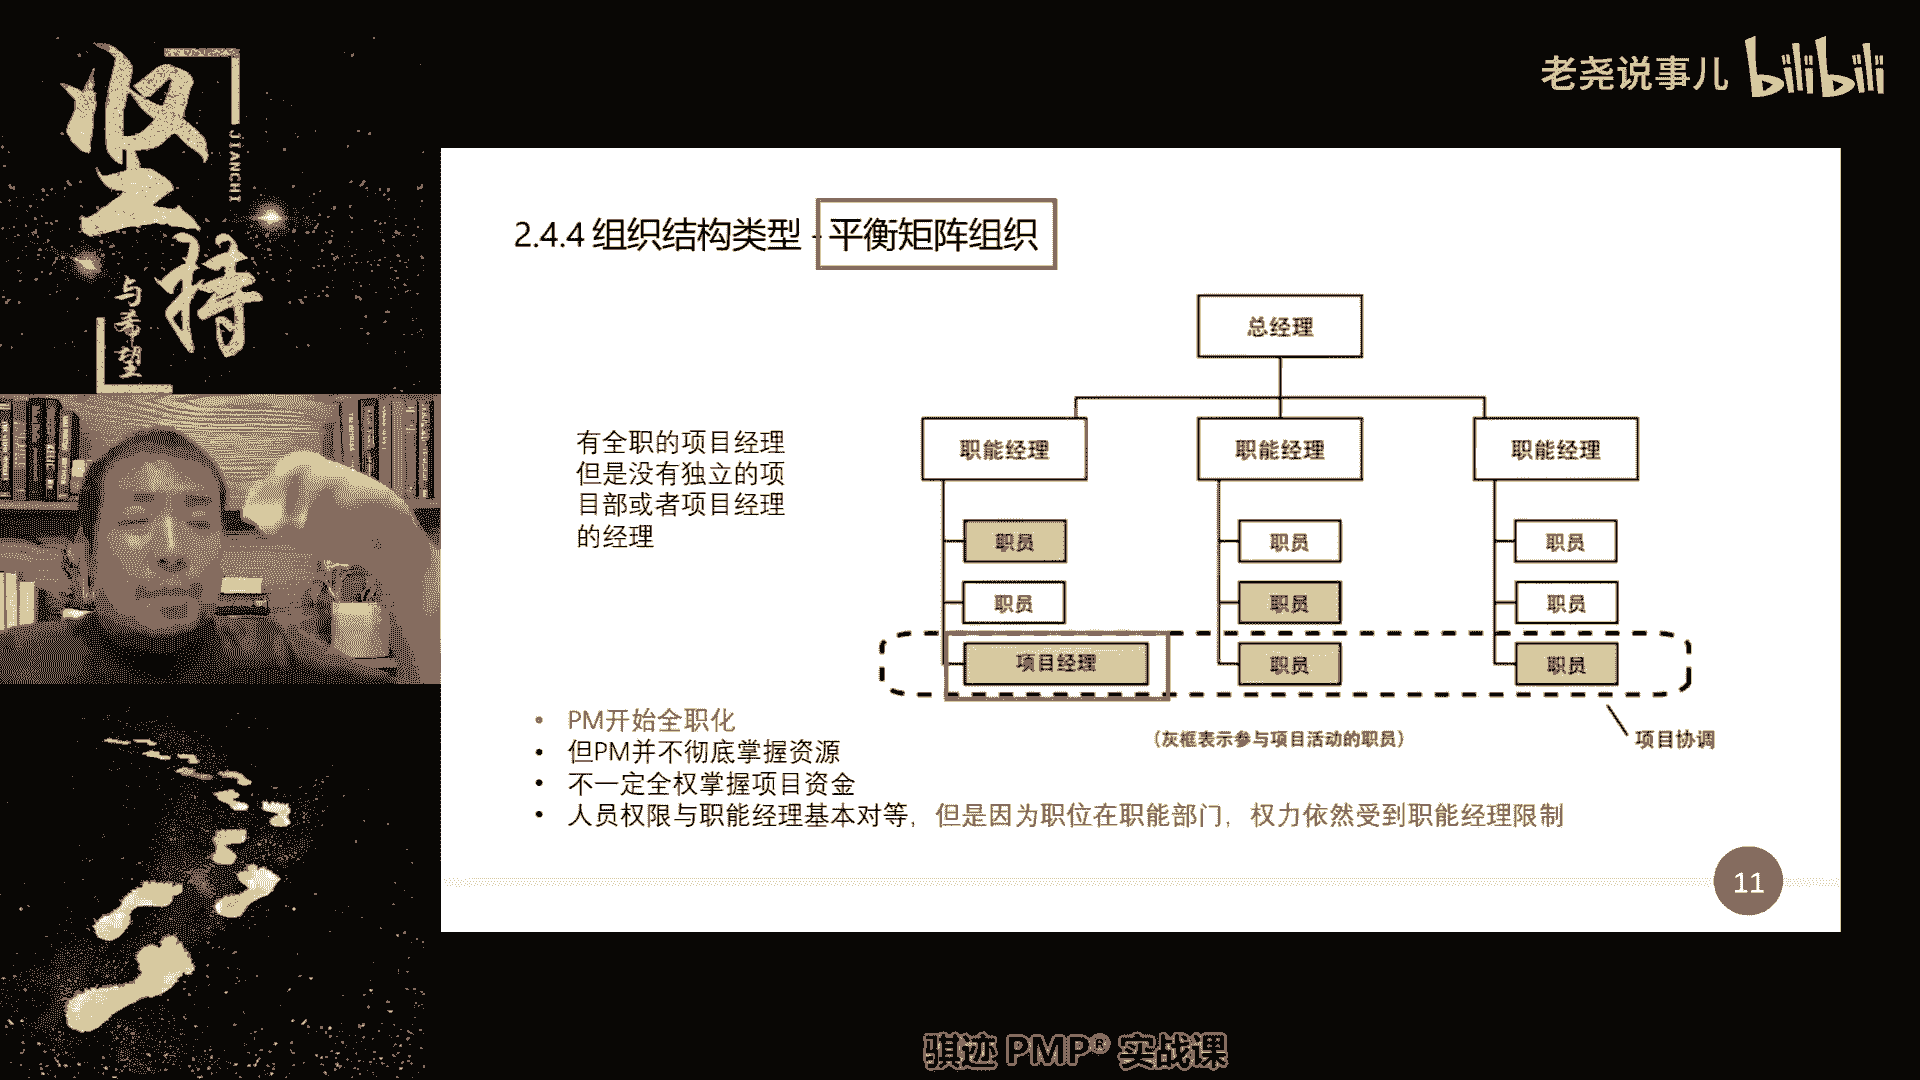 坚持
JIANCHI
与希望
老尧说事儿 bilibili
2.4.4 组织结构类型 - 平衡矩阵组织
总经理
职能经理 职能经理 职能经理
有全职的项目经理
但是没有独立的项
目部或者项目经理
的经理
职员 职员 职员
职员 职员 职员
项目经理 职员 职员
(灰框表示参与项目活动的职员)
项目协调
• PM开始全职化
• 但PM并不彻底掌握资源
• 不一定全权掌握项目资金
• 人员权限与职能经理基本对等，但是因为职位在职能部门，权力依然受到职能经理限制
11
骐迹 PMP® 实战课